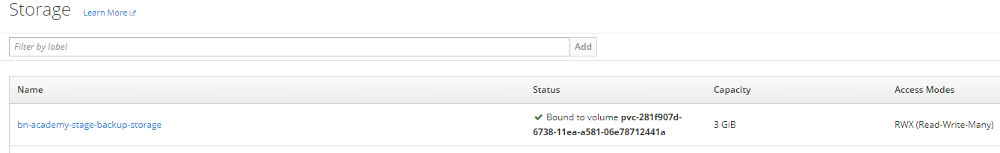 Storage Learn More
Filter by label Add
Name Status Capacity Access Modes
bn-academy-stage-backup-storage Bound to volume pvc-281f907d- 3 GiB RWX (Read-Write-Many)
6738-11ea-a581-06e78712441a